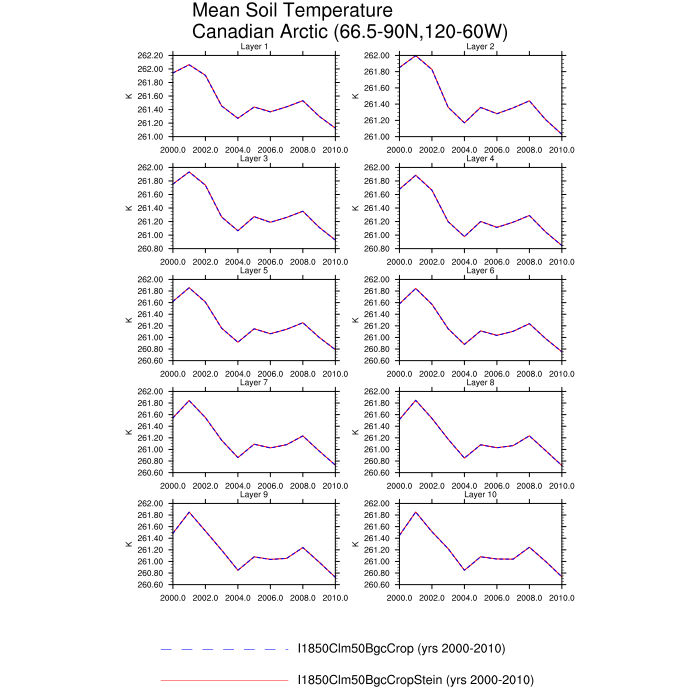 Mean Soil Temperature
Canadian Arctic (66.5-90N,120-60W)
Layer 1
262.20
262.00
261.80
261.60
261.40
261.20
261.00
K
2000.0 2002.0 2004.0 2006.0 2008.0 2010.0
Layer 2
262.00
261.80
261.60
261.40
261.20
261.00
K
2000.0 2002.0 2004.0 2006.0 2008.0 2010.0
Layer 3
262.00
261.80
261.60
261.40
261.20
261.00
260.80
K
2000.0 2002.0 2004.0 2006.0 2008.0 2010.0
Layer 4
262.00
261.80
261.60
261.40
261.20
261.00
260.80
K
2000.0 2002.0 2004.0 2006.0 2008.0 2010.0
Layer 5
262.00
261.80
261.60
261.40
261.20
261.00
260.80
260.60
K
2000.0 2002.0 2004.0 2006.0 2008.0 2010.0
Layer 6
262.00
261.80
261.60
261.40
261.20
261.00
260.80
260.60
K
2000.0 2002.0 2004.0 2006.0 2008.0 2010.0
Layer 7
262.00
261.80
261.60
261.40
261.20
261.00
260.80
260.60
K
2000.0 2002.0 2004.0 2006.0 2008.0 2010.0
Layer 8
262.00
261.80
261.60
261.40
261.20
261.00
260.80
260.60
K
2000.0 2002.0 2004.0 2006.0 2008.0 2010.0
Layer 9
262.00
261.80
261.60
261.40
261.20
261.00
260.80
260.60
K
2000.0 2002.0 2004.0 2006.0 2008.0 2010.0
Layer 10
262.00
261.80
261.60
261.40
261.20
261.00
260.80
260.60
K
2000.0 2002.0 2004.0 2006.0 2008.0 2010.0
I1850Clm50BgcCrop (yrs 2000-2010)
I1850Clm50BgcCropStein (yrs 2000-2010)